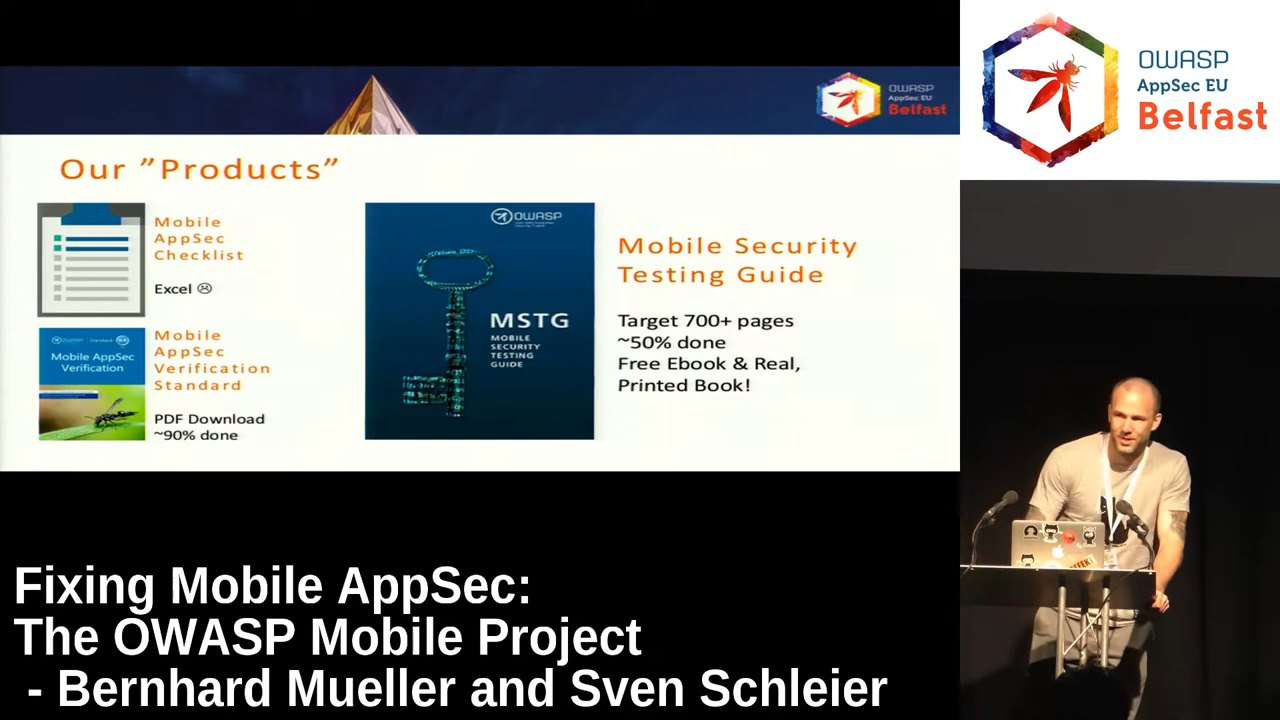 OWASP
AppSec EU
Belfast
OWASP
AppSec EU
Belfast
Our ”Products”
Mobile
AppSec
Checklist
Excel ☹
Mobile
AppSec
Verification
Standard
PDF Download
~90% done
Mobile AppSec
Verification
OWASP
MSTG
MOBILE
SECURITY
TESTING
GUIDE
Mobile Security
Testing Guide
Target 700+ pages
~50% done
Free Ebook & Real,
Printed Book!
Fixing Mobile AppSec:
The OWASP Mobile Project
- Bernhard Mueller and Sven Schleier